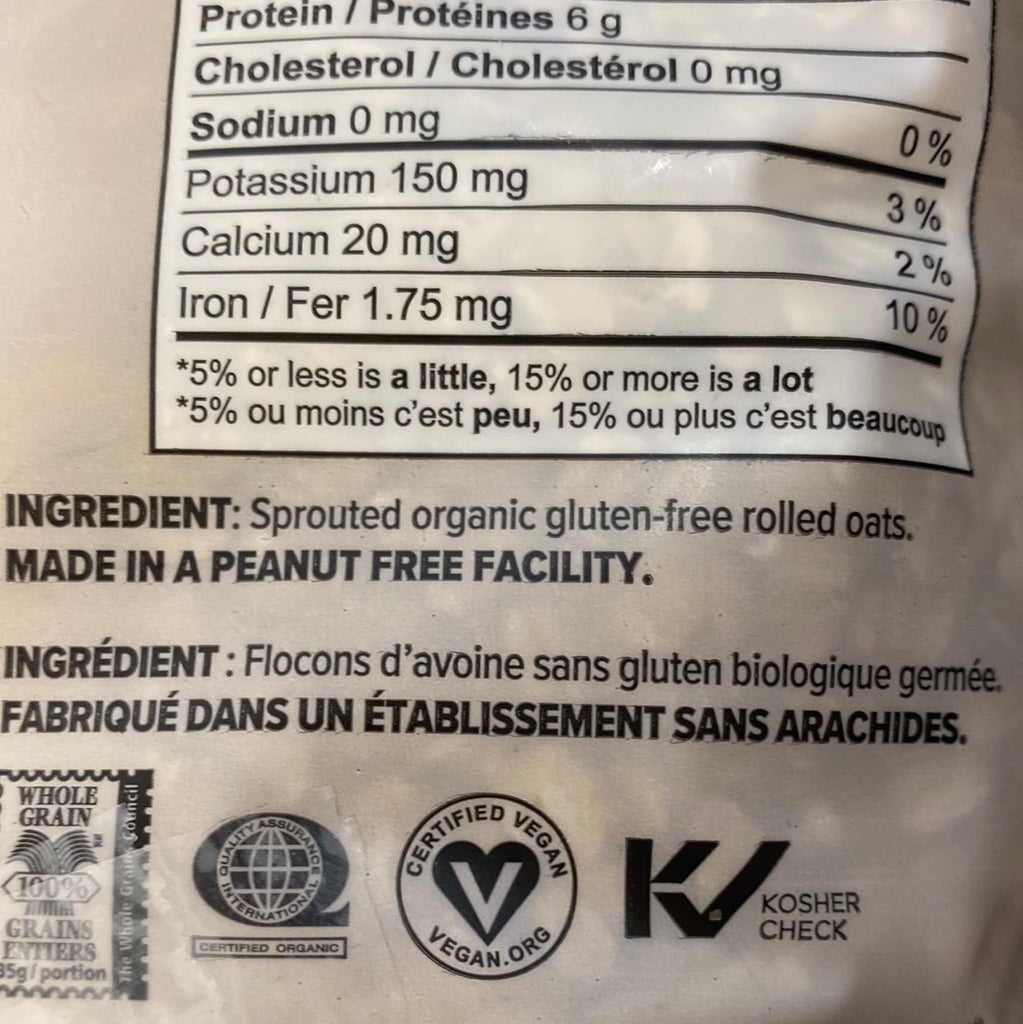 Protein / Protéines 6 g
Cholesterol / Cholestérol 0 mg
Sodium 0 mg 0 %
Potassium 150 mg 3 %
Calcium 20 mg 2 %
Iron / Fer 1.75 mg 10 %
*5% or less is a little, 15% or more is a lot
*5% ou moins c'est peu, 15% ou plus c'est beaucoup
INGREDIENT: Sprouted organic gluten-free rolled oats.
MADE IN A PEANUT FREE FACILITY.
INGRÉDIENT : Flocons d'avoine sans gluten biologique germée.
FABRIQUÉ DANS UN ÉTABLISSEMENT SANS ARACHIDES.
WHOLE
GRAIN
100%
GRAINS
ENTIERS
35g / portion
The Whole Grains Council
QUALITY ASSURANCE
INTERNATIONAL
CERTIFIED ORGANIC
CERTIFIED VEGAN
V
VEGAN.ORG
KV
KOSHER
CHECK